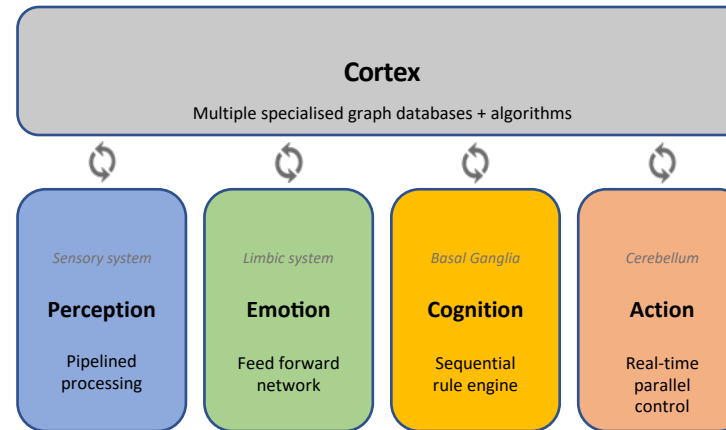 Cortex
Multiple specialised graph databases + algorithms
Sensory system
Perception
Pipelined
processing
Limbic system
Emotion
Feed forward
network
Basal Ganglia
Cognition
Sequential
rule engine
Cerebellum
Action
Real-time
parallel
control